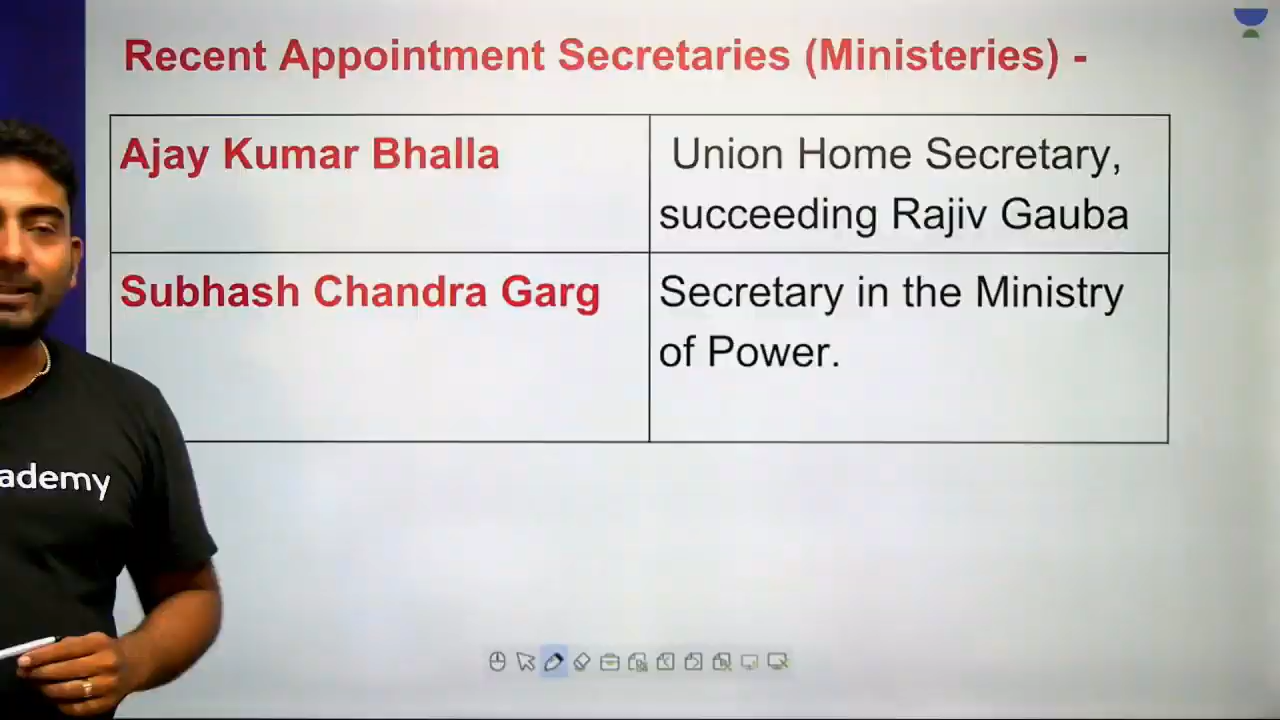 Recent Appointment Secretaries (Ministeries) -
Ajay Kumar Bhalla
Union Home Secretary,
succeeding Rajiv Gauba
Subhash Chandra Garg
Secretary in the Ministry
of Power.
ademy